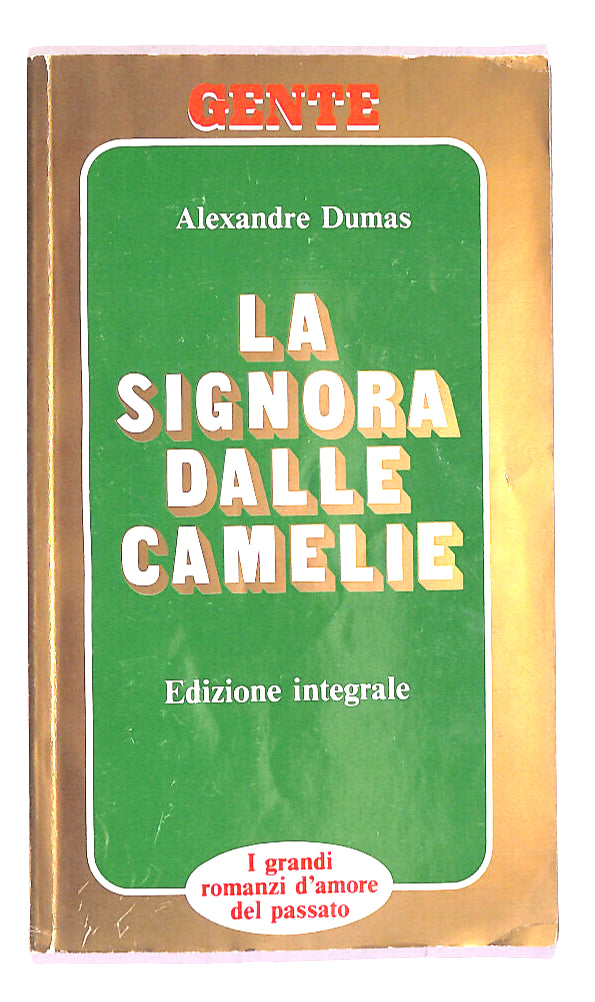 GENTE
Alexandre Dumas
LA
SIGNORA
DALLE
CAMELIE
Edizione integrale
I grandi
romanzi d'amore
del passato